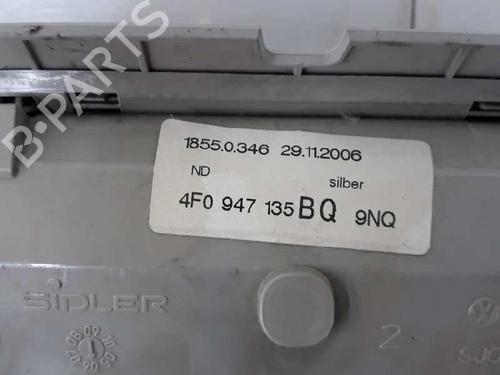 B-PARTS
1855.0.346 29.11.2006
ND silber
4F0 947 135 BQ 9NQ
SiDLER
2